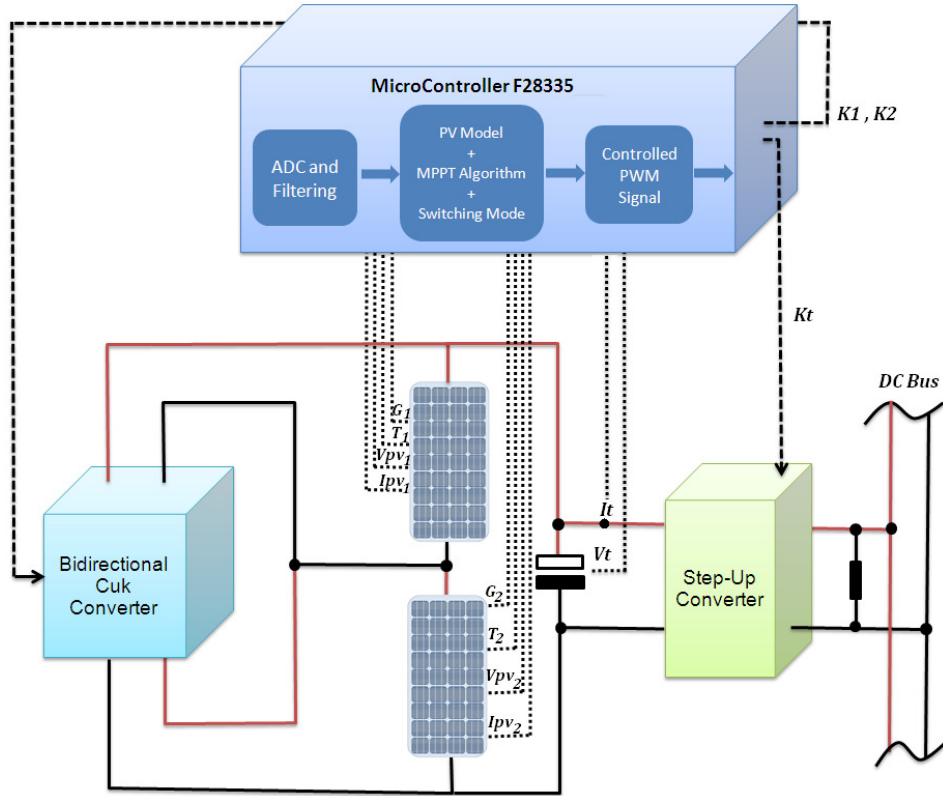 MicroController F28335
ADC and
Filtering
PV Model
+
MPPT Algorithm
+
Switching Mode
Controlled
PWM
Signal
K1 , K2
Kt
DC Bus
G1
T1
Vpv1
Ipv1
It
Vt
G2
T2
Vpv2
Ipv2
Bidirectional
Cuk
Converter
Step-Up
Converter